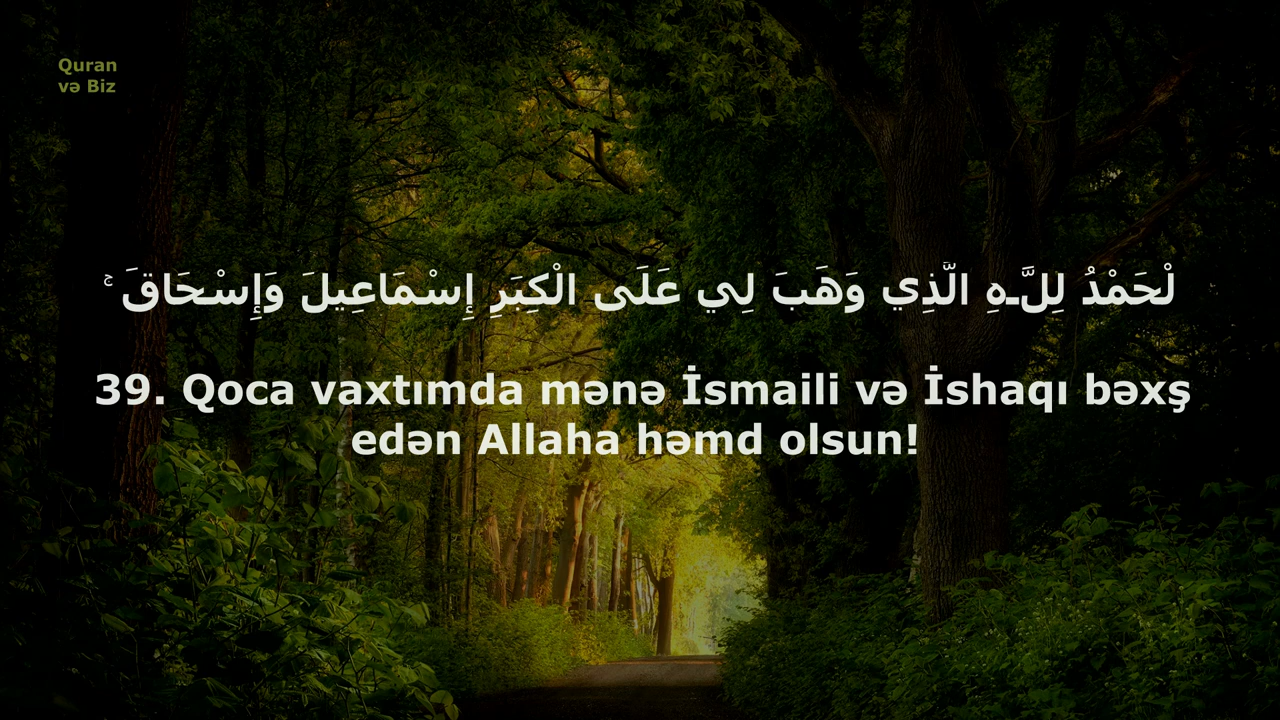 Quran
və Biz
لْحَمْدُ لِلَّـهِ الَّذِي وَهَبَ لِي عَلَى الْكِبَرِ إِسْمَاعِيلَ وَإِسْحَاقَ ۚ
39. Qoca vaxtımda mənə İsmaili və İshaqı bəxş
edən Allaha həmd olsun!